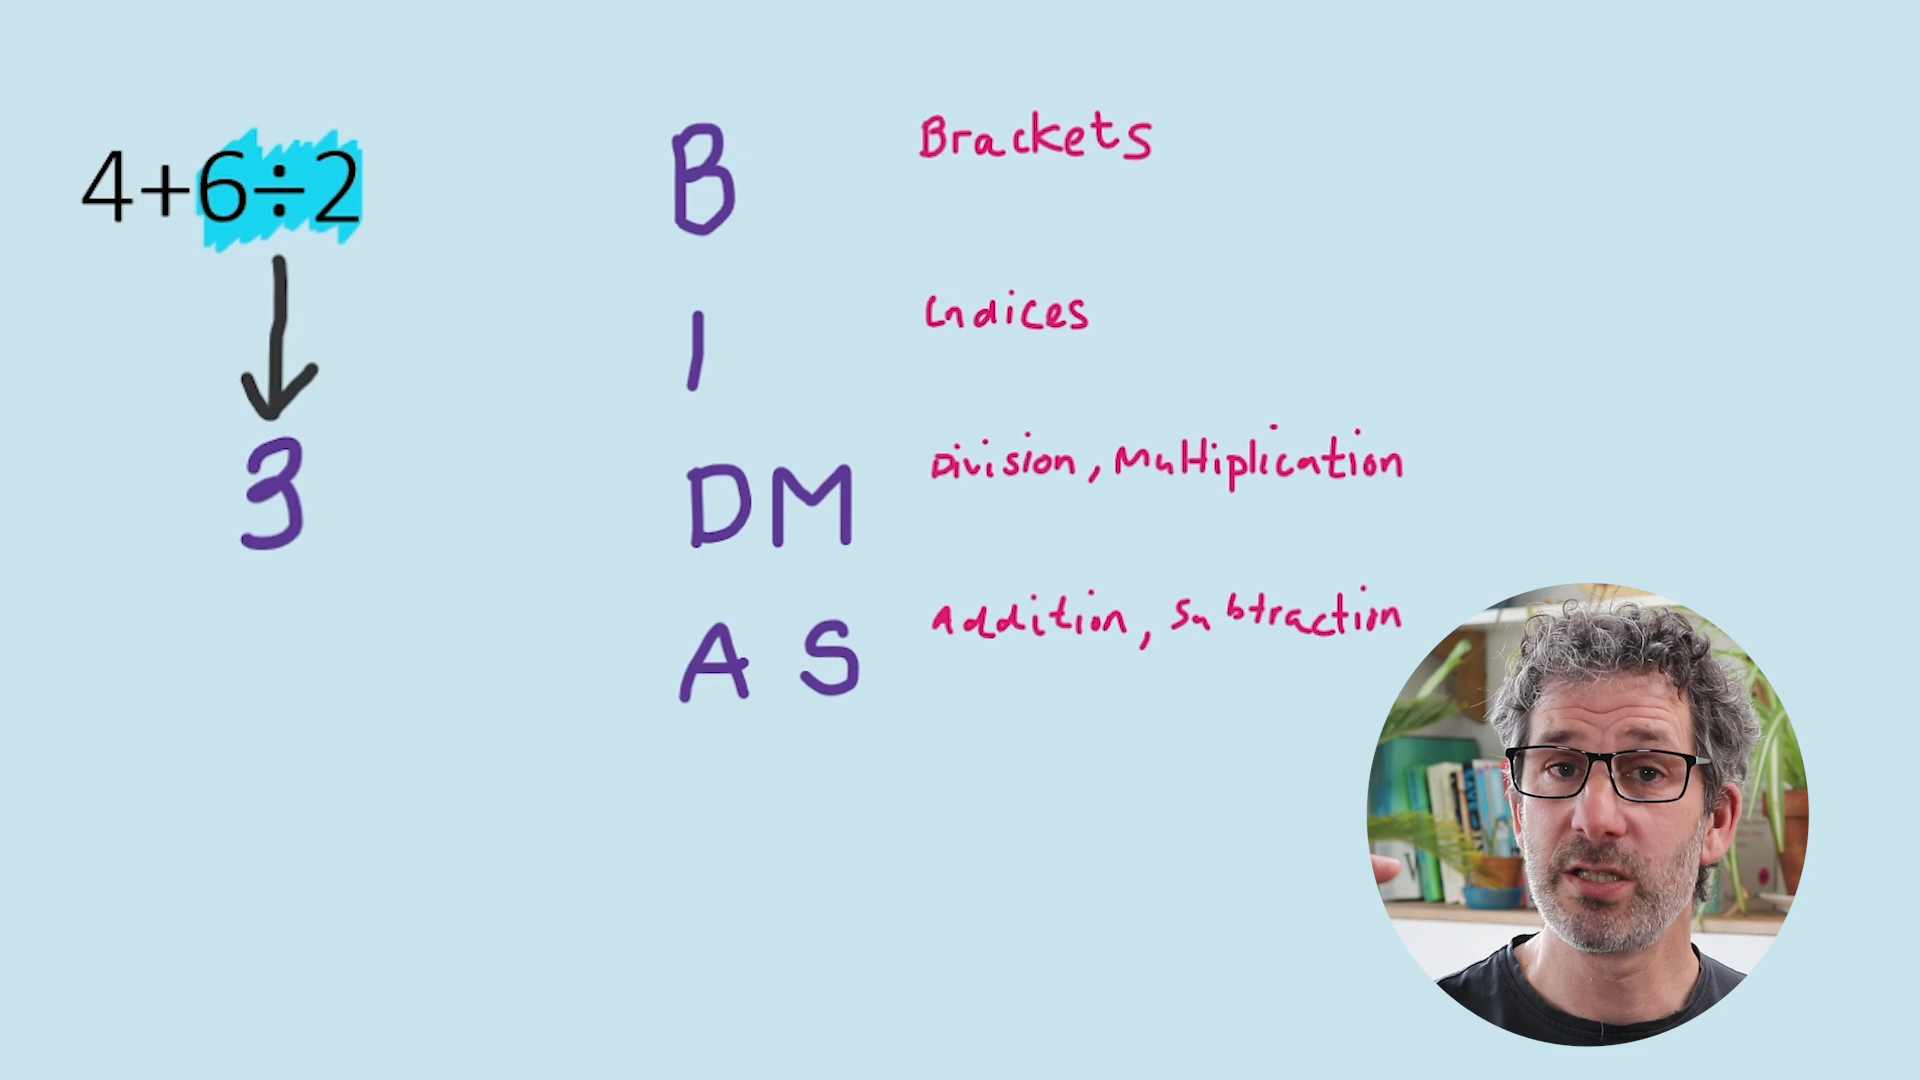 4+6÷2
3
B
Brackets
I
Indices
DM
Division, Multiplication
A S
Addition, Subtraction